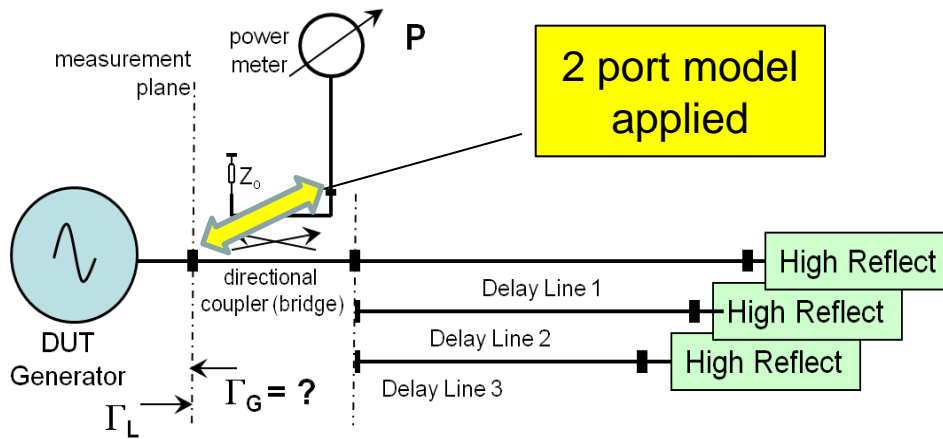 power
meter
P
measurement
plane
2 port model
applied
Zo
directional
coupler (bridge)
DUT
Generator
Delay Line 1
High Reflect
Delay Line 2
High Reflect
Delay Line 3
High Reflect
ΓG = ?
ΓL